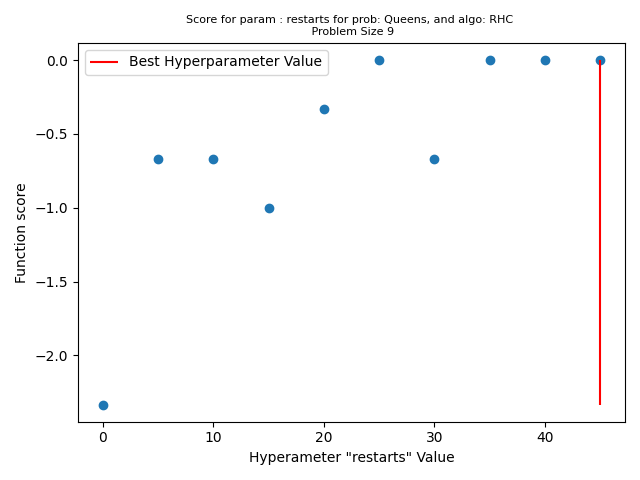 Score for param : restarts for prob: Queens, and algo: RHC
Problem Size 9
Best Hyperparameter Value
0.0
−0.5
−1.0
−1.5
−2.0
Function score
0 10 20 30 40
Hyperameter "restarts" Value